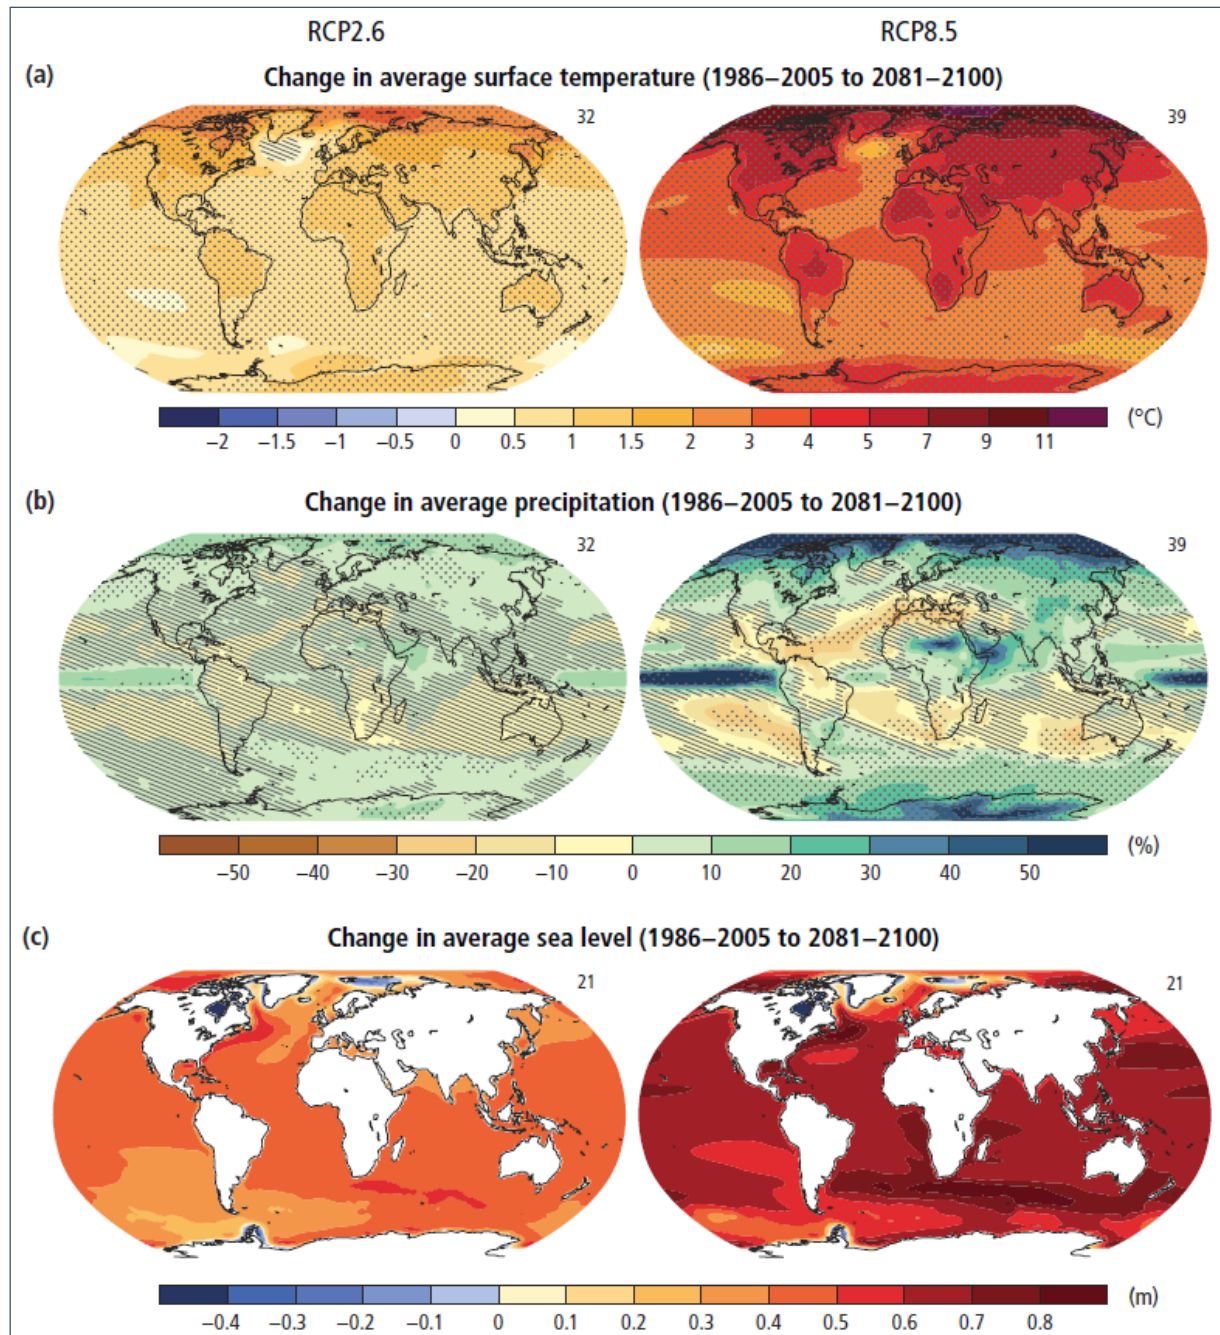 RCP2.6 RCP8.5
(a) Change in average surface temperature (1986–2005 to 2081–2100)
32 39
−2 −1.5 −1 −0.5 0 0.5 1 1.5 2 3 4 5 7 9 11 (°C)
(b) Change in average precipitation (1986–2005 to 2081–2100)
32 39
−50 −40 −30 −20 −10 0 10 20 30 40 50 (%)
(c) Change in average sea level (1986–2005 to 2081–2100)
21 21
−0.4 −0.3 −0.2 −0.1 0 0.1 0.2 0.3 0.4 0.5 0.6 0.7 0.8 (m)